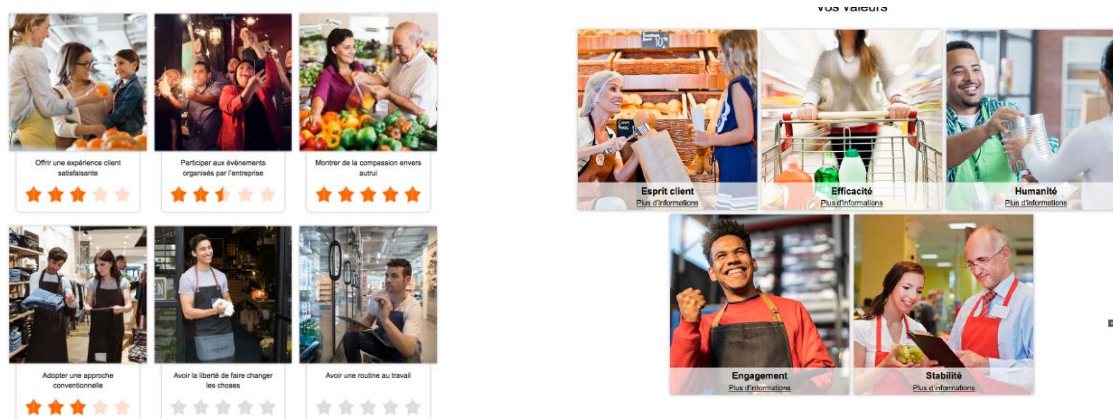 Vos valeurs
Offrir une expérience client
satisfaisante
Participer aux évènements
organisés par l'entreprise
Montrer de la compassion envers
autrui
Adopter une approche
conventionnelle
Avoir la liberté de faire changer
les choses
Avoir une routine au travail
Esprit client
Plus d'informations
Efficacité
Plus d'informations
Humanité
Plus d'informations
Engagement
Plus d'informations
Stabilité
Plus d'informations